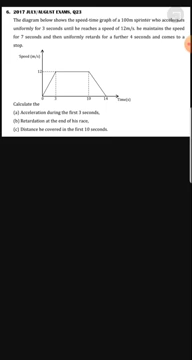 6. 2017 JULY/AUGUST EXAMS, Q23
The diagram below shows the speed-time graph of a 100m sprinter who accelerates
uniformly for 3 seconds until he reaches a speed of 12m/s. he maintains the speed
for 7 seconds and then uniformly retards for a further 4 seconds and comes to a
stop.
Speed (m/s)
12
0 3 10 14 Time(s)
Calculate the
(a) Acceleration during the first 3 seconds,
(b) Retardation at the end of his race,
(c) Distance he covered in the first 10 seconds.